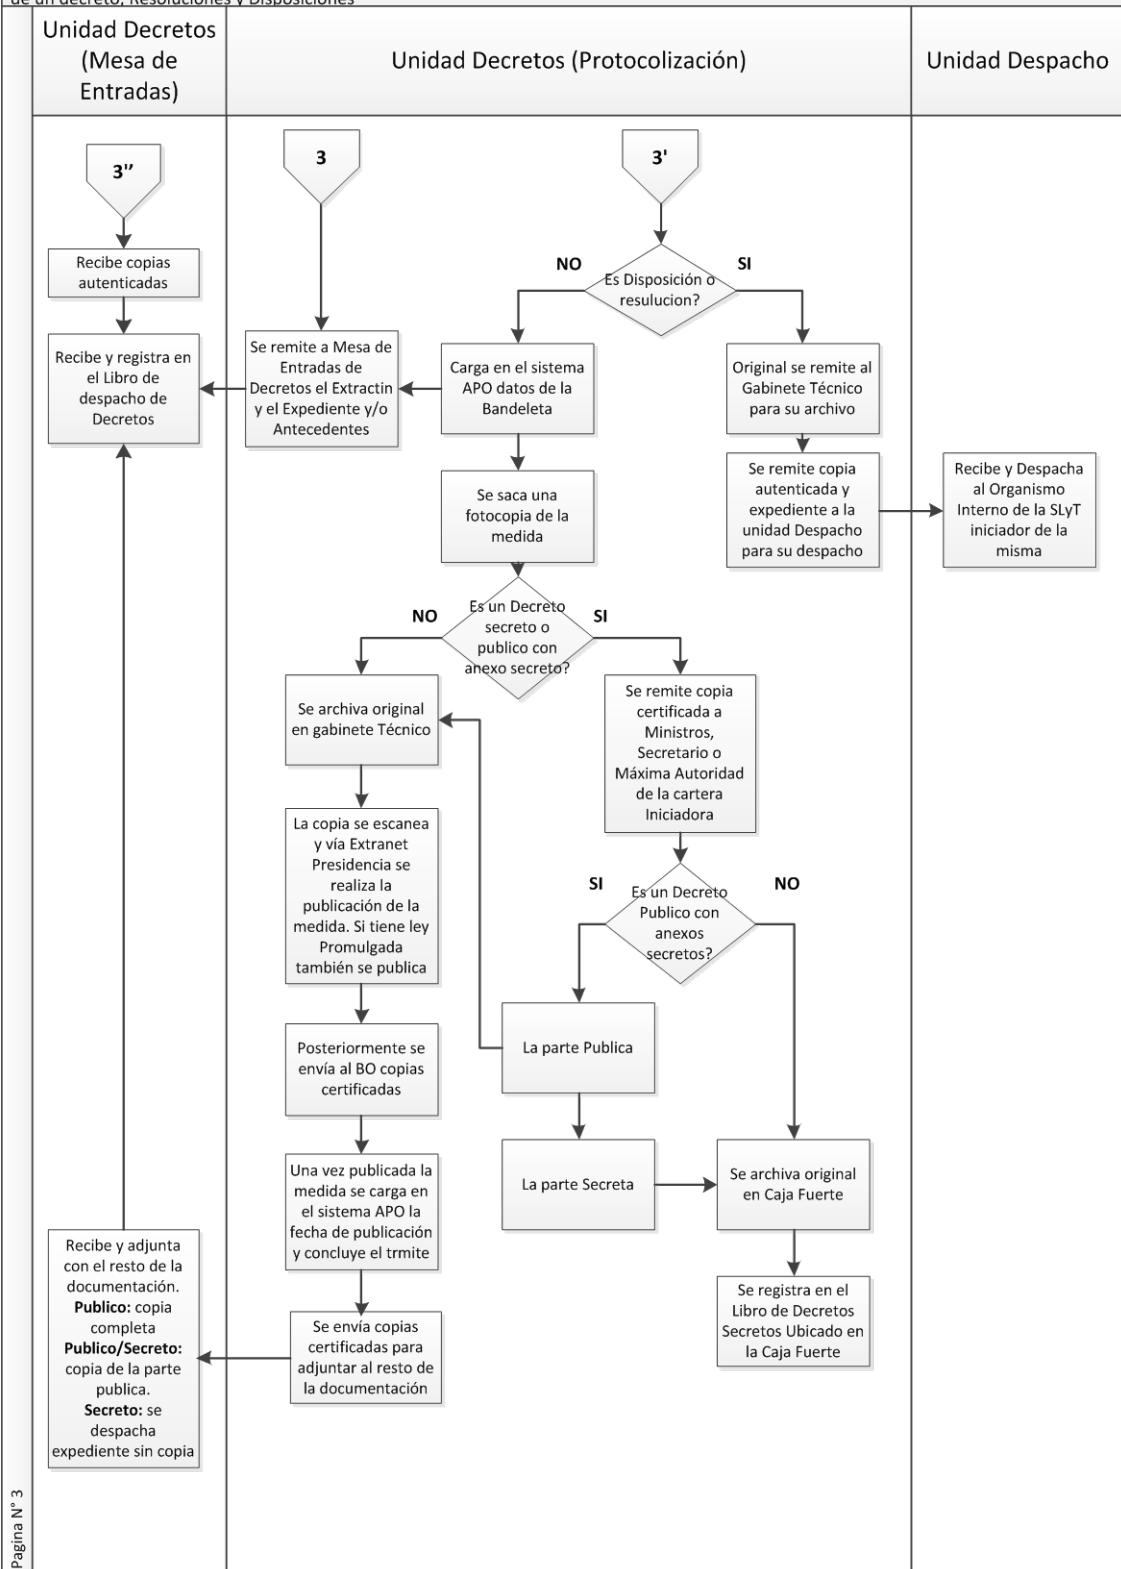 de un decreto, Resoluciones y Disposiciones
Unidad Decretos
(Mesa de
Entradas)
Unidad Decretos (Protocolización)
Unidad Despacho
3''
3
3'
Recibe copias
autenticadas
NO
Es Disposición o
resulucion?
SI
Recibe y registra en
el Libro de
despacho de
Decretos
Se remite a Mesa de
Entradas de
Decretos el Extractin
y el Expediente y/o
Antecedentes
Carga en el sistema
APO datos de la
Bandeleta
Original se remite al
Gabinete Técnico
para su archivo
Se saca una
fotocopia de la
medida
Se remite copia
autenticada y
expediente a la
unidad Despacho
para su despacho
Recibe y Despacha
al Organismo
Interno de la SLyT
iniciador de la
misma
NO
Es un Decreto
secreto o
publico con
anexo secreto?
SI
Se archiva original
en gabinete Técnico
Se remite copia
certificada a
Ministros,
Secretario o
Máxima Autoridad
de la cartera
Iniciadora
La copia se escanea
y vía Extranet
Presidencia se
realiza la
publicación de la
medida. Si tiene ley
Promulgada
también se publica
SI
Es un Decreto
Publico con
anexos
secretos?
NO
Posteriormente se
envía al BO copias
certificadas
La parte Publica
Una vez publicada la
medida se carga en
el sistema APO la
fecha de publicación
y concluye el trmite
La parte Secreta
Se archiva original
en Caja Fuerte
Recibe y adjunta
con el resto de la
documentación.
Publico: copia
completa
Publico/Secreto:
copia de la parte
publica.
Secreto: se
despacha
expediente sin copia
Se envía copias
certificadas para
adjuntar al resto de
la documentación
Se registra en el
Libro de Decretos
Secretos Ubicado en
la Caja Fuerte
Pagina N° 3